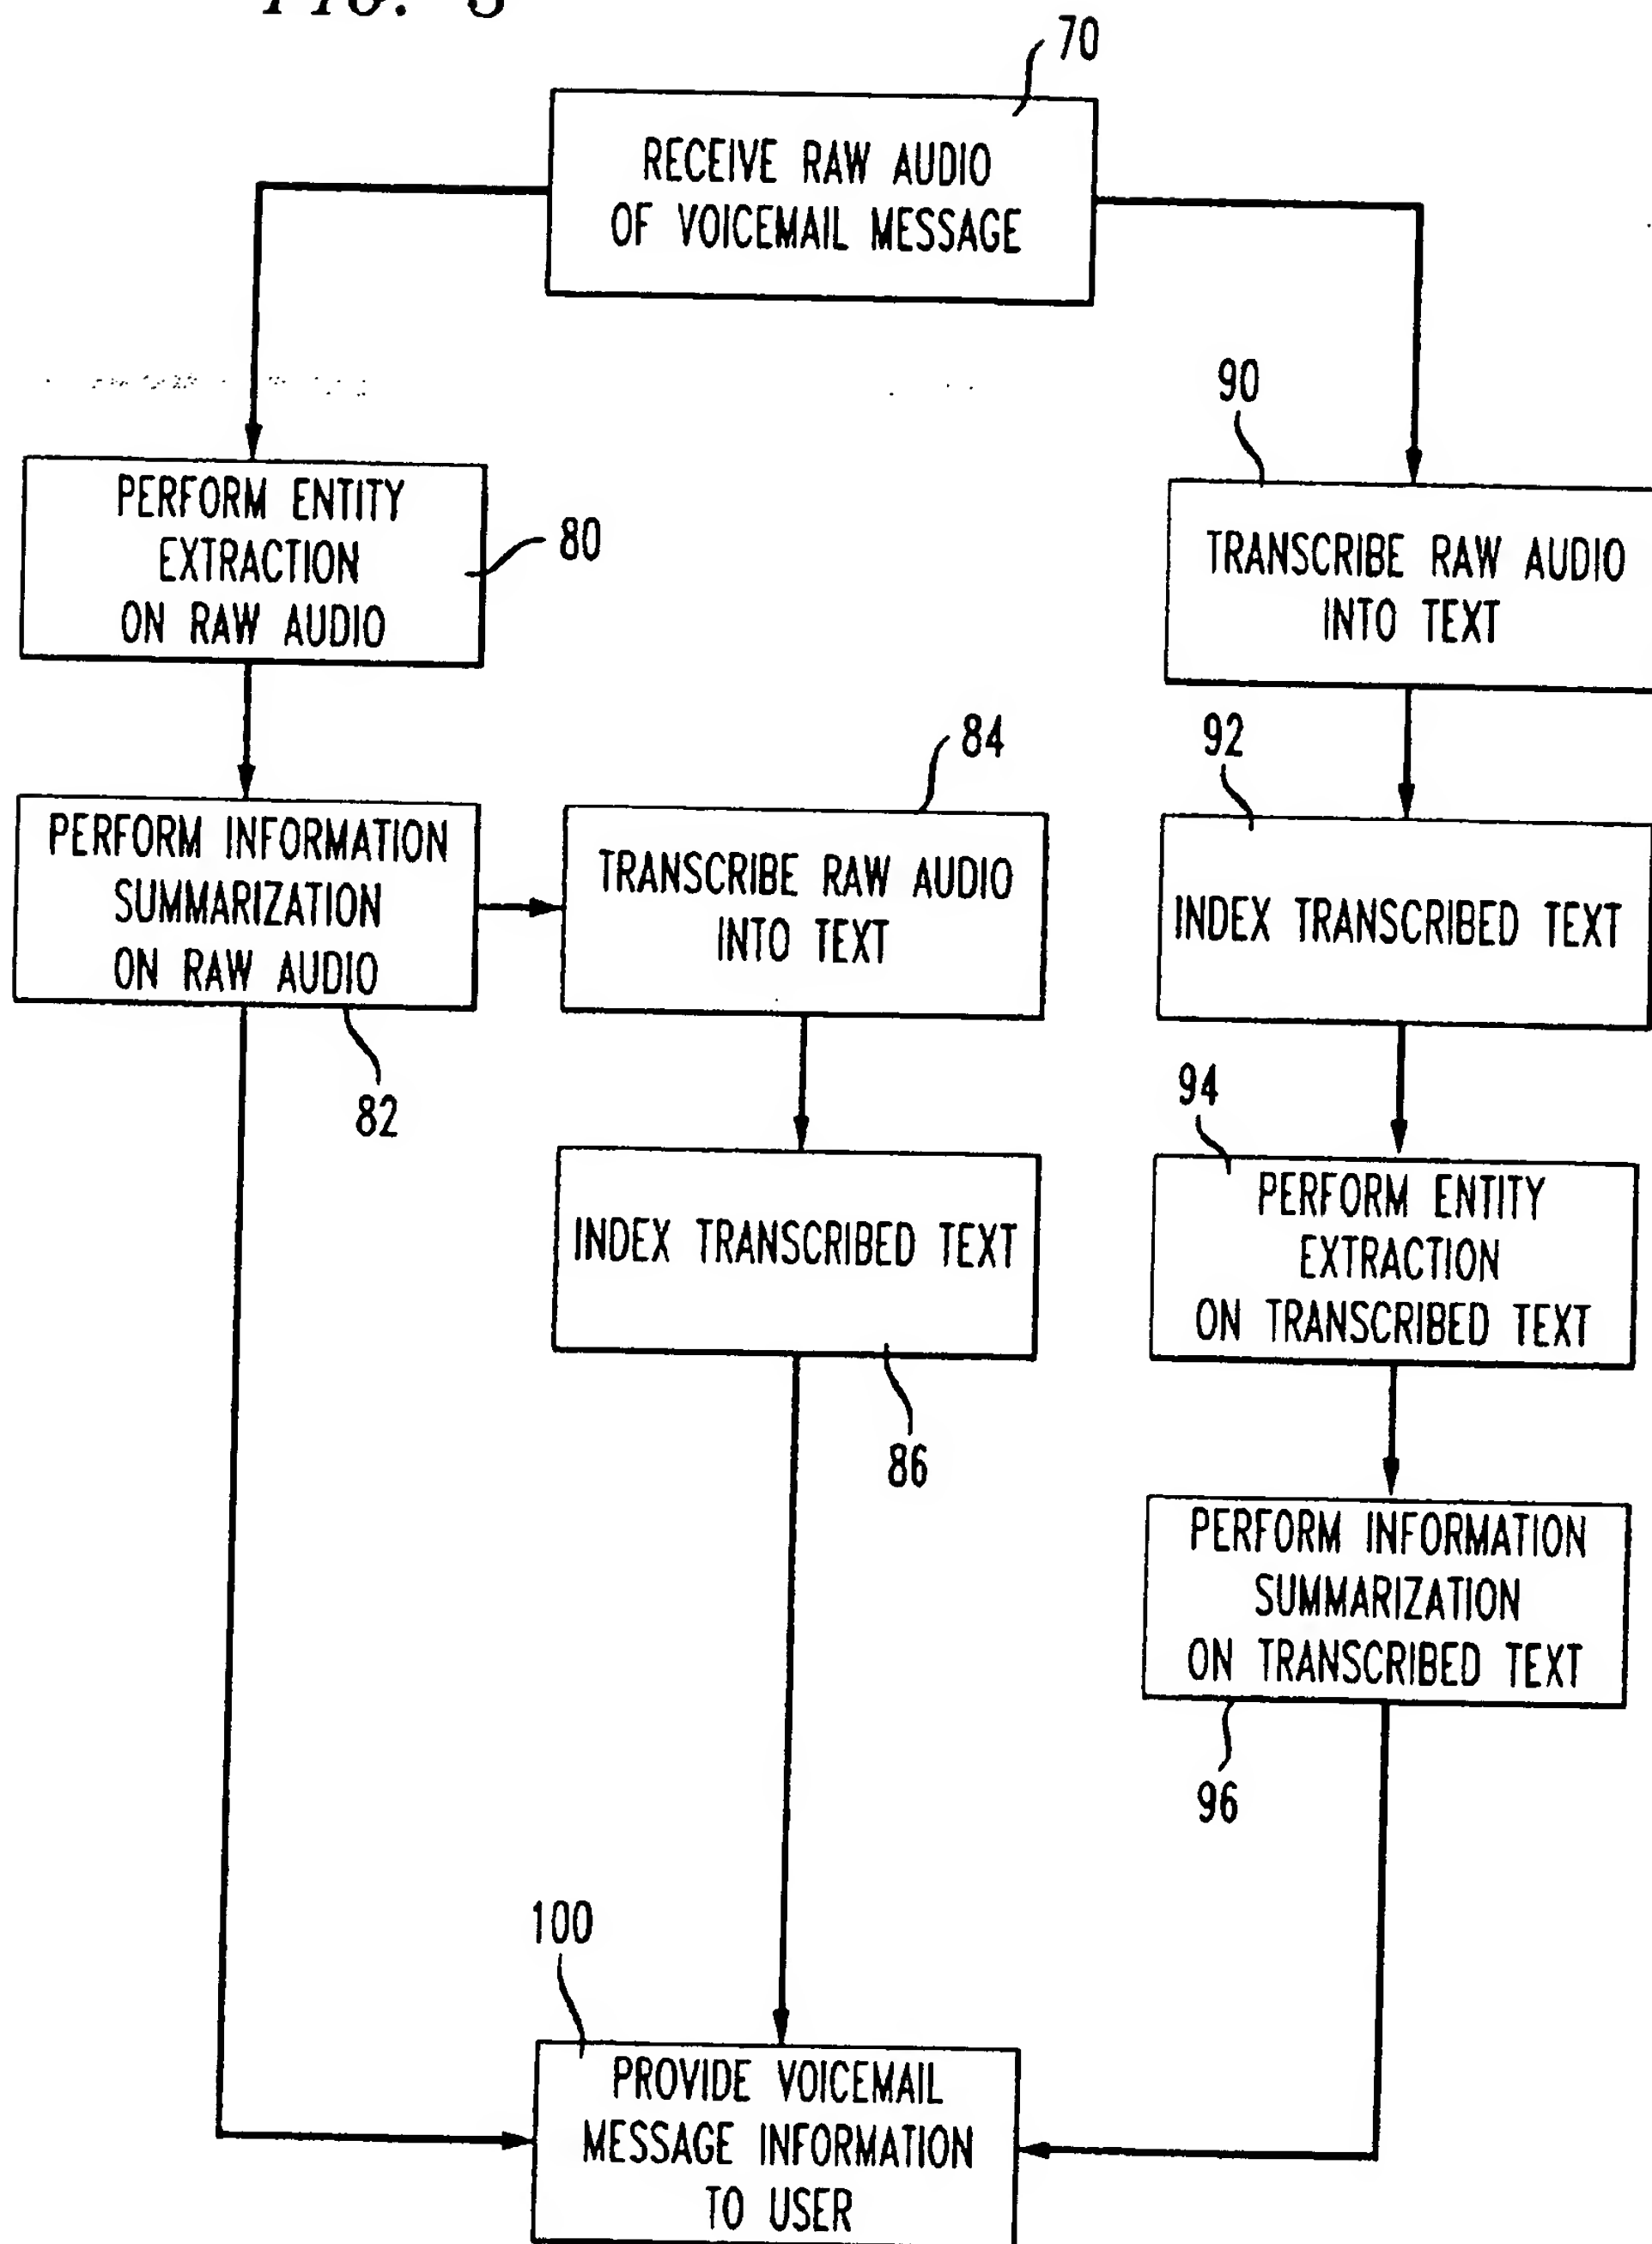 FIG. 3
70
RECEIVE RAW AUDIO
OF VOICEMAIL MESSAGE
90
PERFORM ENTITY
EXTRACTION
ON RAW AUDIO
80
TRANSCRIBE RAW AUDIO
INTO TEXT
84
92
PERFORM INFORMATION
SUMMARIZATION
ON RAW AUDIO
82
TRANSCRIBE RAW AUDIO
INTO TEXT
INDEX TRANSCRIBED TEXT
94
INDEX TRANSCRIBED TEXT
86
PERFORM ENTITY
EXTRACTION
ON TRANSCRIBED TEXT
PERFORM INFORMATION
SUMMARIZATION
ON TRANSCRIBED TEXT
96
100
PROVIDE VOICEMAIL
MESSAGE INFORMATION
TO USER